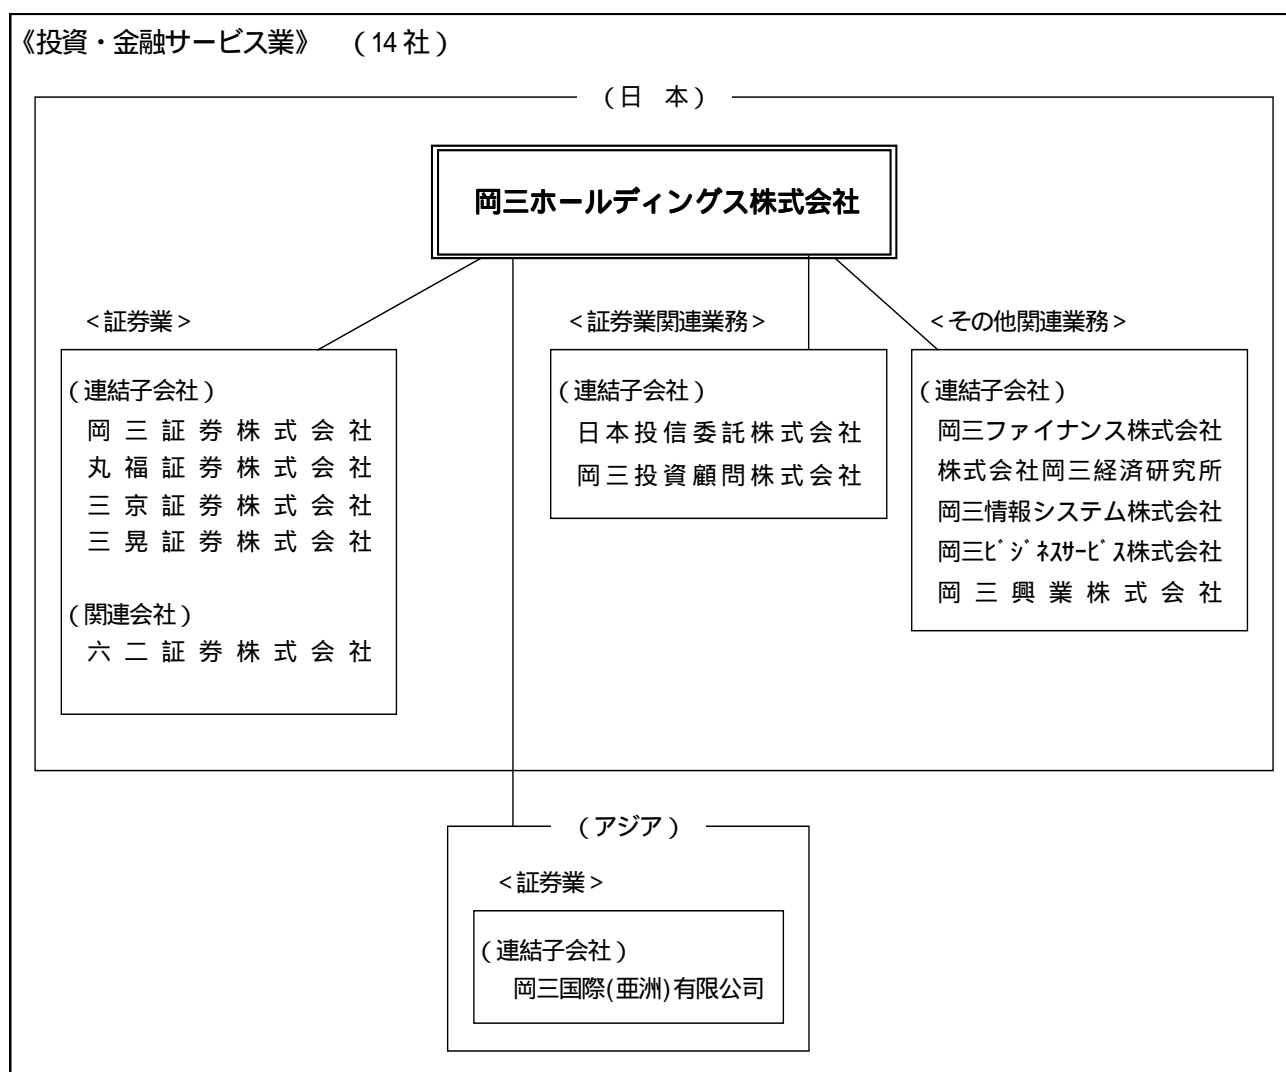 《投資・金融サービス業》 (14社)
(日 本)
岡三ホールディングス株式会社
<証券業>
(連結子会社)
岡三証券株式会社
丸福証券株式会社
三京証券株式会社
三晃証券株式会社
(関連会社)
六二証券株式会社
<証券業関連業務>
(連結子会社)
日本投信委託株式会社
岡三投資顧問株式会社
<その他関連業務>
(連結子会社)
岡三ファイナンス株式会社
株式会社岡三経済研究所
岡三情報システム株式会社
岡三ビジネスサービス株式会社
岡三興業株式会社
(アジア)
<証券業>
(連結子会社)
岡三国際(亜洲)有限公司